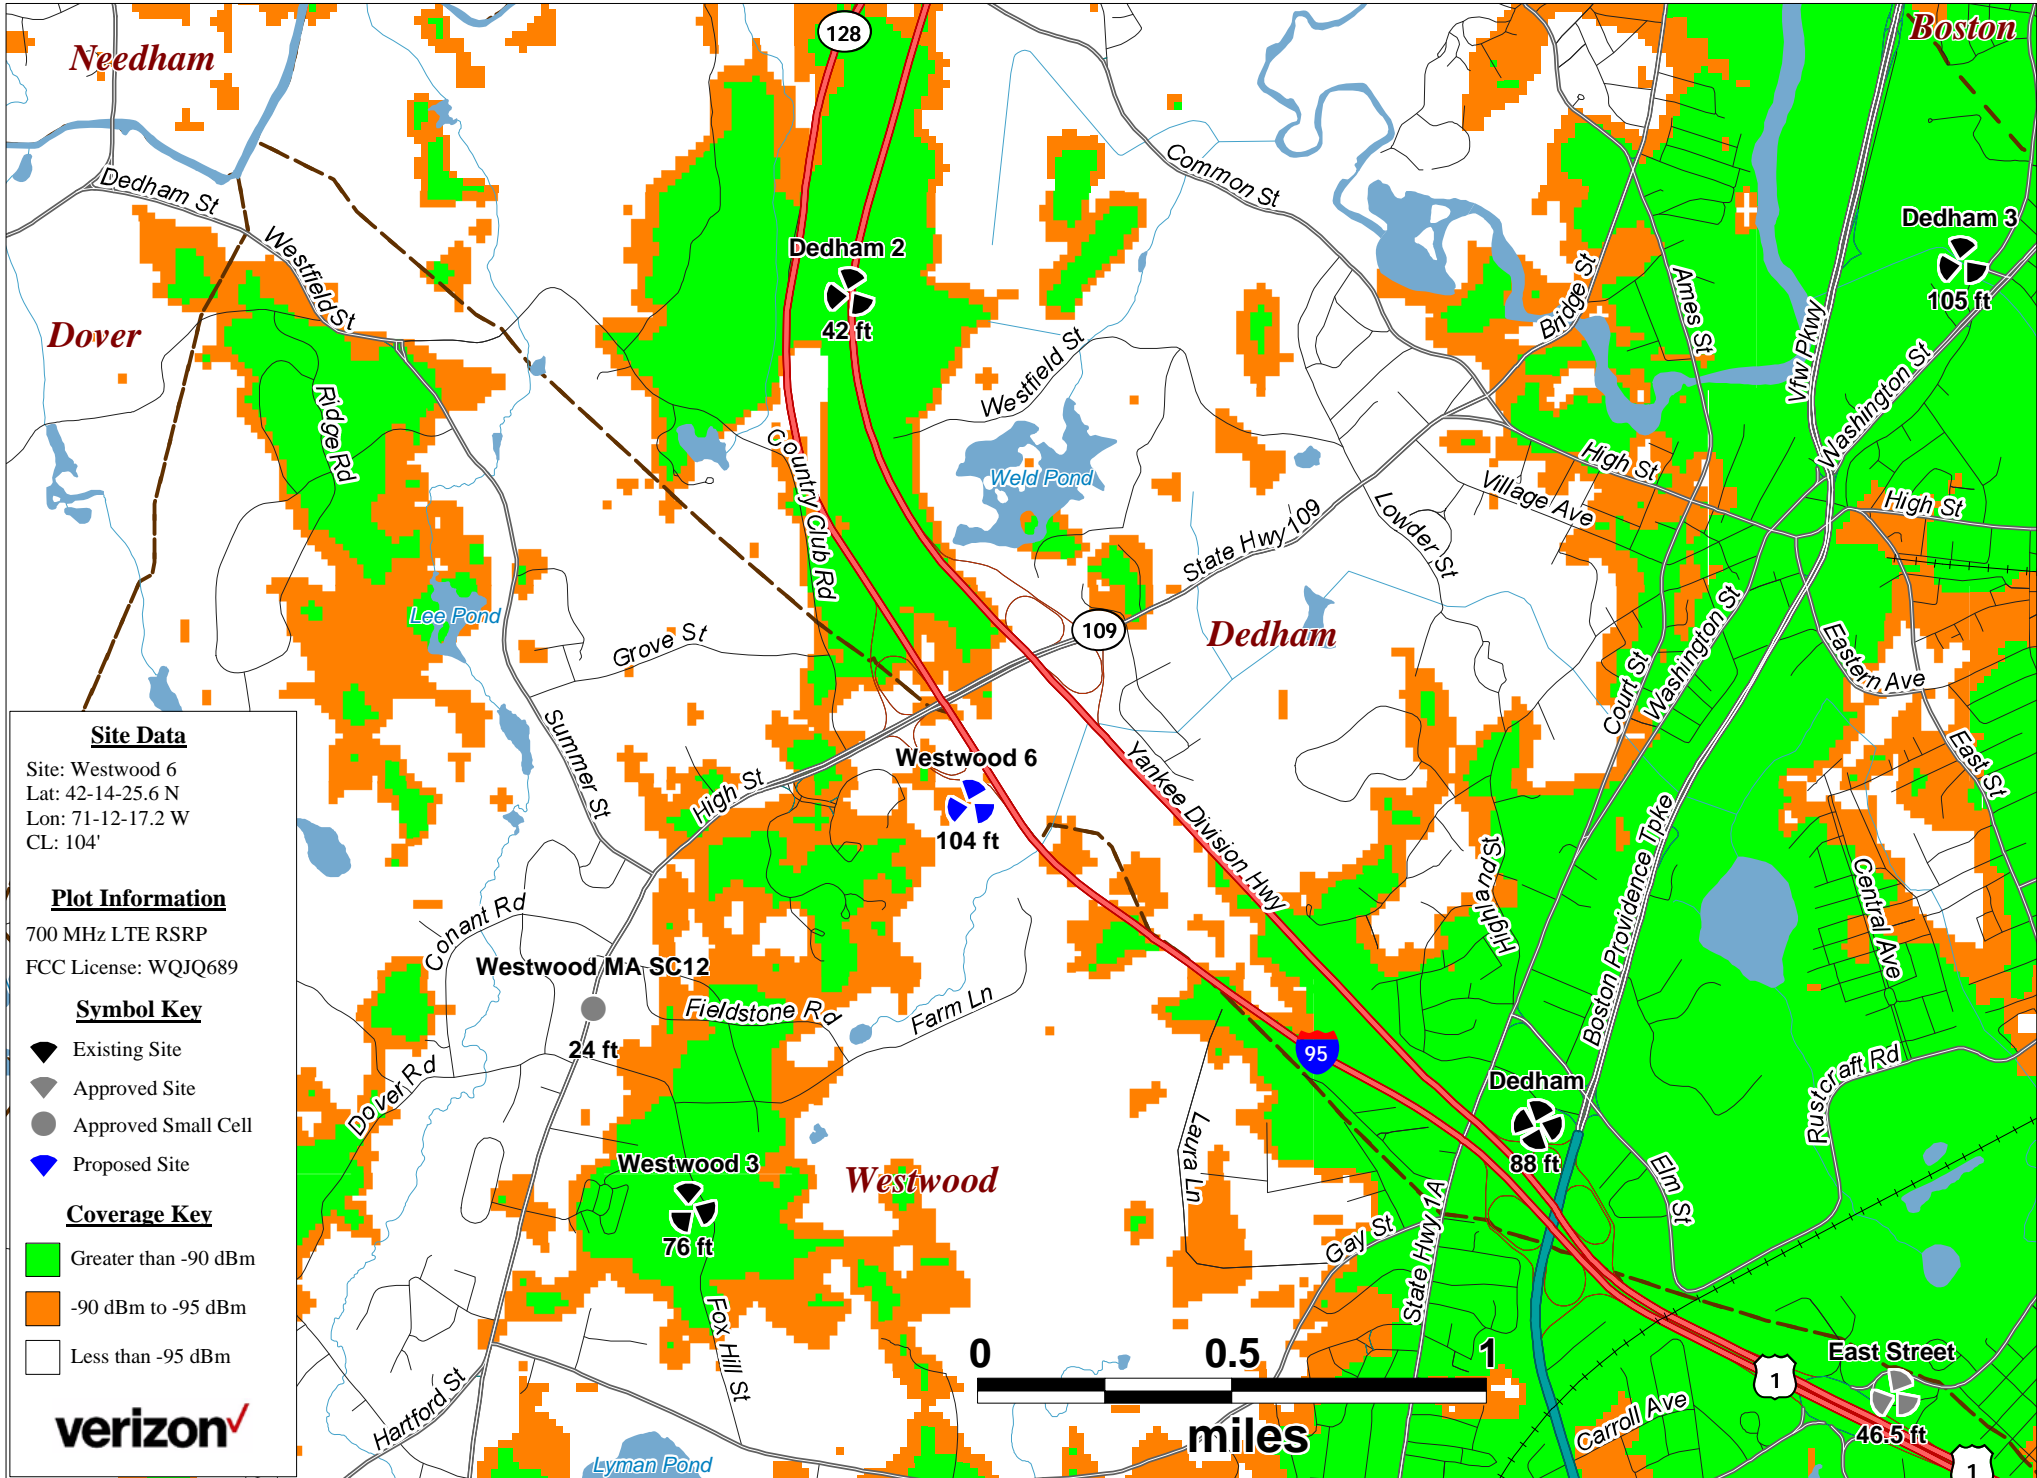 Needham
128
Boston
Dedham St
Westfield St
Common St
Dedham 2
42 ft
Dedham 3
105 ft
Dover
Ridge Rd
Bridge St
Ames St
Vfw Pkwy
Washington St
Westfield St
Country Club Rd
Weld Pond
High St
Village Ave
High St
State Hwy 109
Lowder St
Lee Pond
Grove St
109
Dedham
Court St
Washington St
Eastern Ave
East St
Summer St
High St
Westwood 6
104 ft
Yankee Division Hwy
Highland St
Boston Providence Tpke
Central Ave
Conant Rd
Westwood MA SC12
24 ft
Fieldstone Rd
Farm Ln
95
Dedham
88 ft
Rustcraft Rd
Dover Rd
Laura Ln
Elm St
Westwood 3
76 ft
Westwood
Gay St
State Hwy 1A
Fox Hill St
Hartford St
Lyman Pond
East Street
46.5 ft
1
1
Carroll Ave
0 0.5 1
miles
Site Data
Site: Westwood 6
Lat: 42-14-25.6 N
Lon: 71-12-17.2 W
CL: 104'
Plot Information
700 MHz LTE RSRP
FCC License: WQJQ689
Symbol Key
Existing Site
Approved Site
Approved Small Cell
Proposed Site
Coverage Key
Greater than -90 dBm
-90 dBm to -95 dBm
Less than -95 dBm
verizon